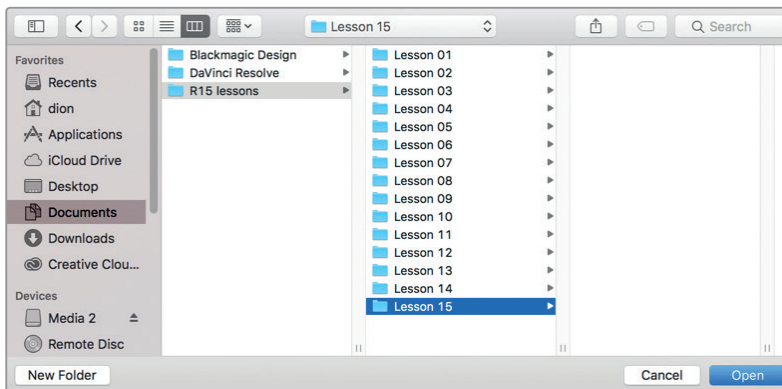 Lesson 15
Search
Favorites
Recents
dion
Applications
iCloud Drive
Desktop
Documents
Downloads
Creative Clou...
Devices
Media 2
Remote Disc
Blackmagic Design
DaVinci Resolve
R15 lessons
Lesson 01
Lesson 02
Lesson 03
Lesson 04
Lesson 05
Lesson 06
Lesson 07
Lesson 08
Lesson 09
Lesson 10
Lesson 11
Lesson 12
Lesson 13
Lesson 14
Lesson 15
New Folder
Cancel
Open